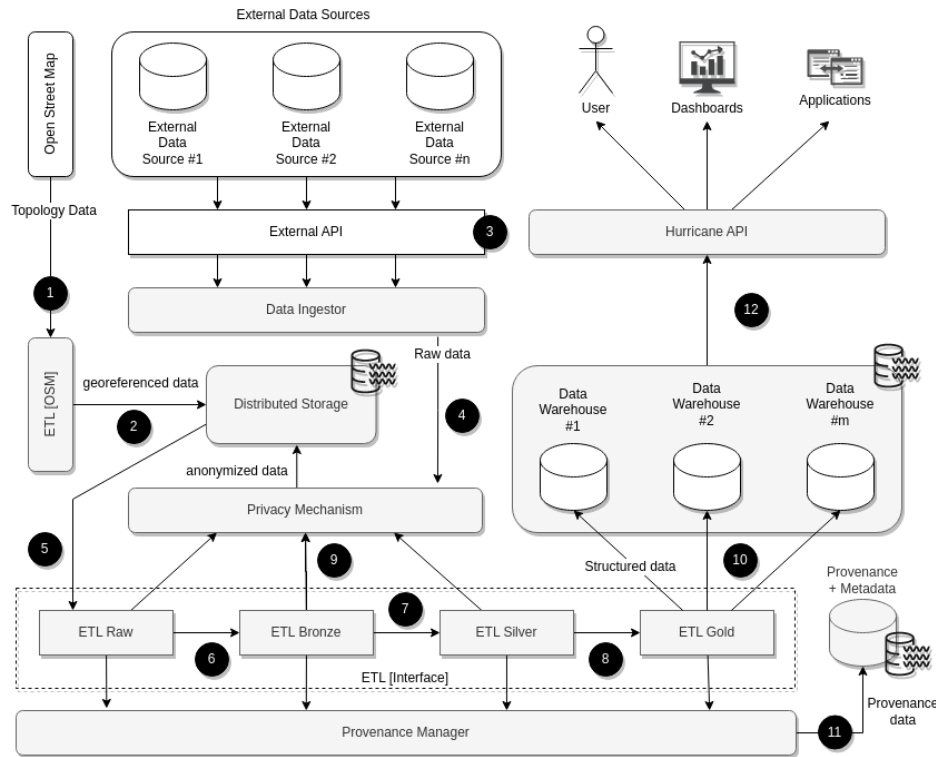 External Data Sources
Open Street Map
External
Data
Source #1
External
Data
Source #2
External
Data
Source #n
User
Dashboards
Applications
Topology Data
External API
3
Hurricane API
1
Data Ingestor
12
Raw data
ETL [OSM]
georeferenced data
2
Distributed Storage
4
anonymized data
Data
Warehouse
#1
Data
Warehouse
#2
Data
Warehouse
#m
Privacy Mechanism
5
9
Structured data
10
Provenance
+ Metadata
ETL Raw
6
ETL Bronze
7
ETL Silver
8
ETL Gold
ETL [Interface]
Provenance Manager
11
Provenance
data